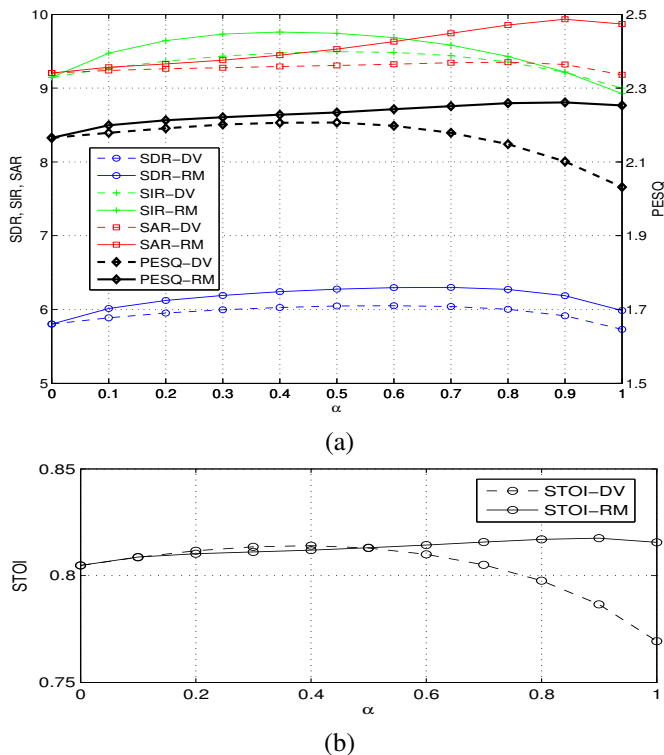 10
9
8
7
6
5
SDR, SIR, SAR
2.5
2.3
2.1
1.9
1.7
1.5
PESQ
SDR−DV
SDR−RM
SIR−DV
SIR−RM
SAR−DV
SAR−RM
PESQ−DV
PESQ−RM
0 0.1 0.2 0.3 0.4 0.5 0.6 0.7 0.8 0.9 1
α
(a)
0.85
0.8
0.75
STOI
STOI−DV
STOI−RM
0 0.2 0.4 0.6 0.8 1
α
(b)